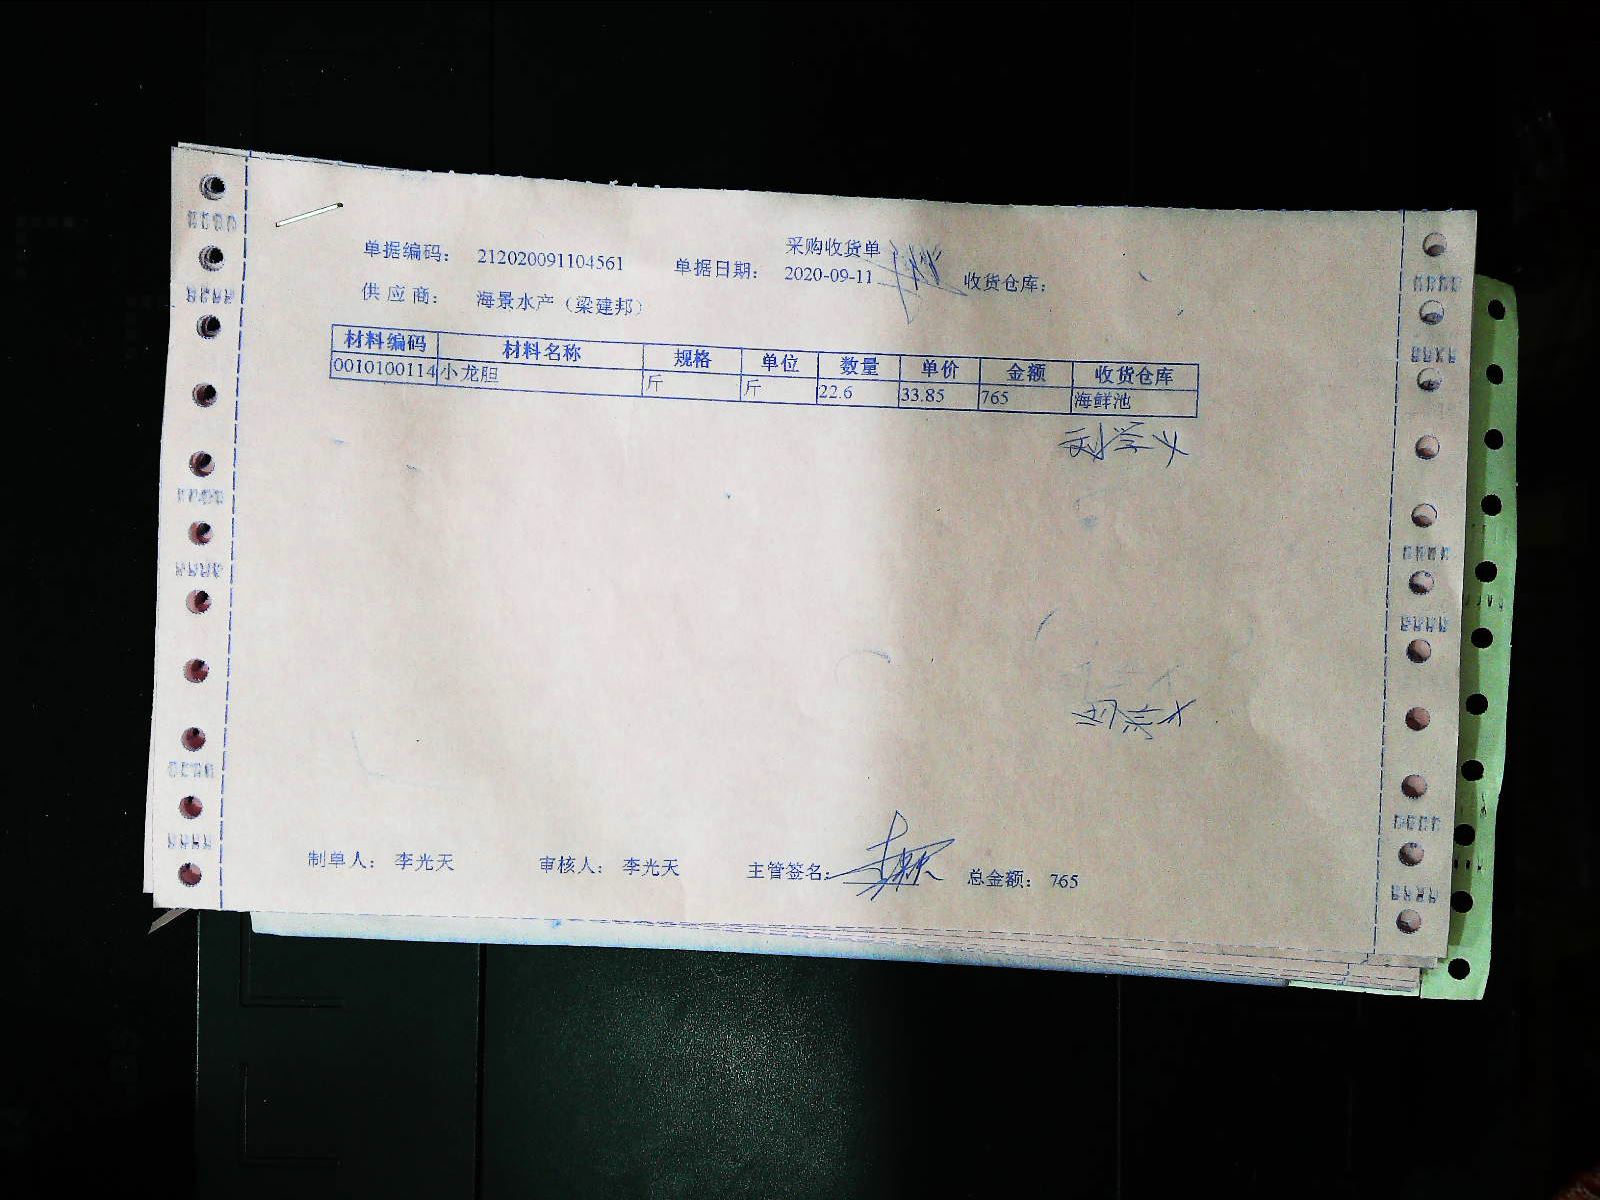 采购收货单
单据编码： 212020091104561 单据日期： 2020-09-11 收货仓库：
供 应 商： 海景水产（梁建邦）
材料编码 材料名称 规格 单位 数量 单价 金额 收货仓库
0010100114 小龙胆 斤 斤 22.6 33.85 765 海鲜池
刘学义
制单人： 李光天 审核人： 李光天 主管签名： 总金额： 765